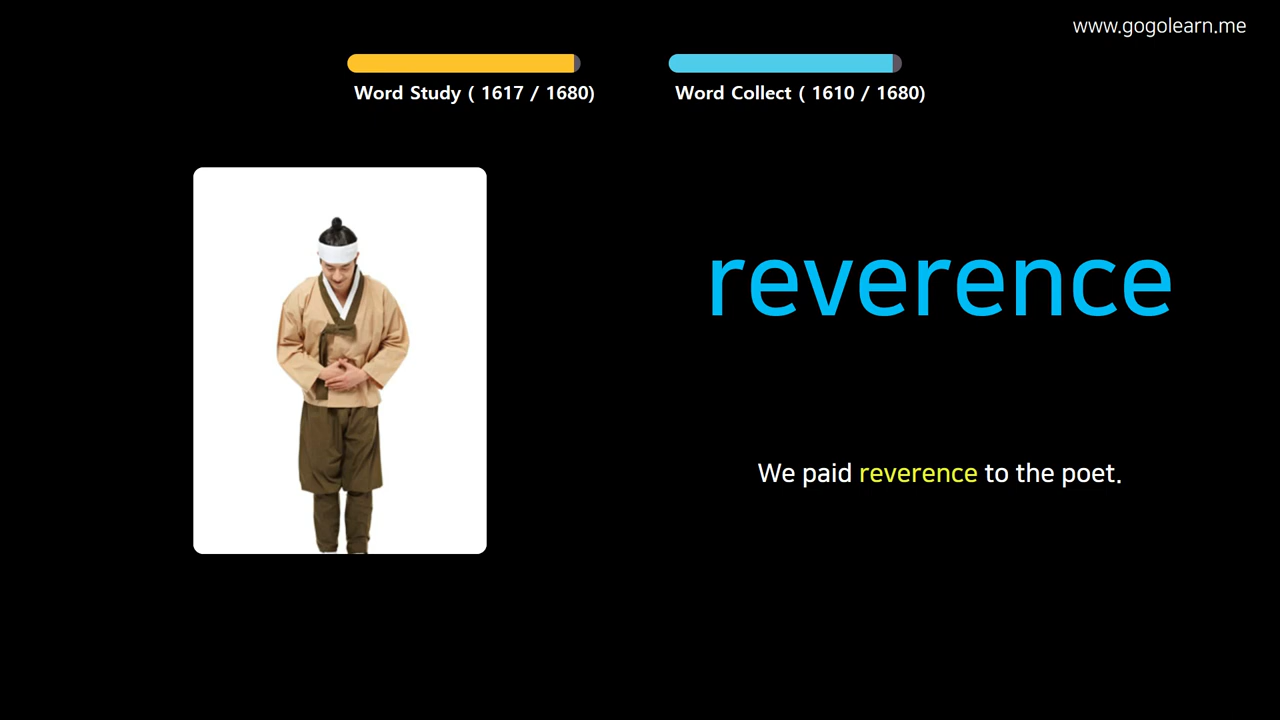 www.gogolearn.me
Word Study ( 1617 / 1680)
Word Collect ( 1610 / 1680)
reverence
We paid reverence to the poet.